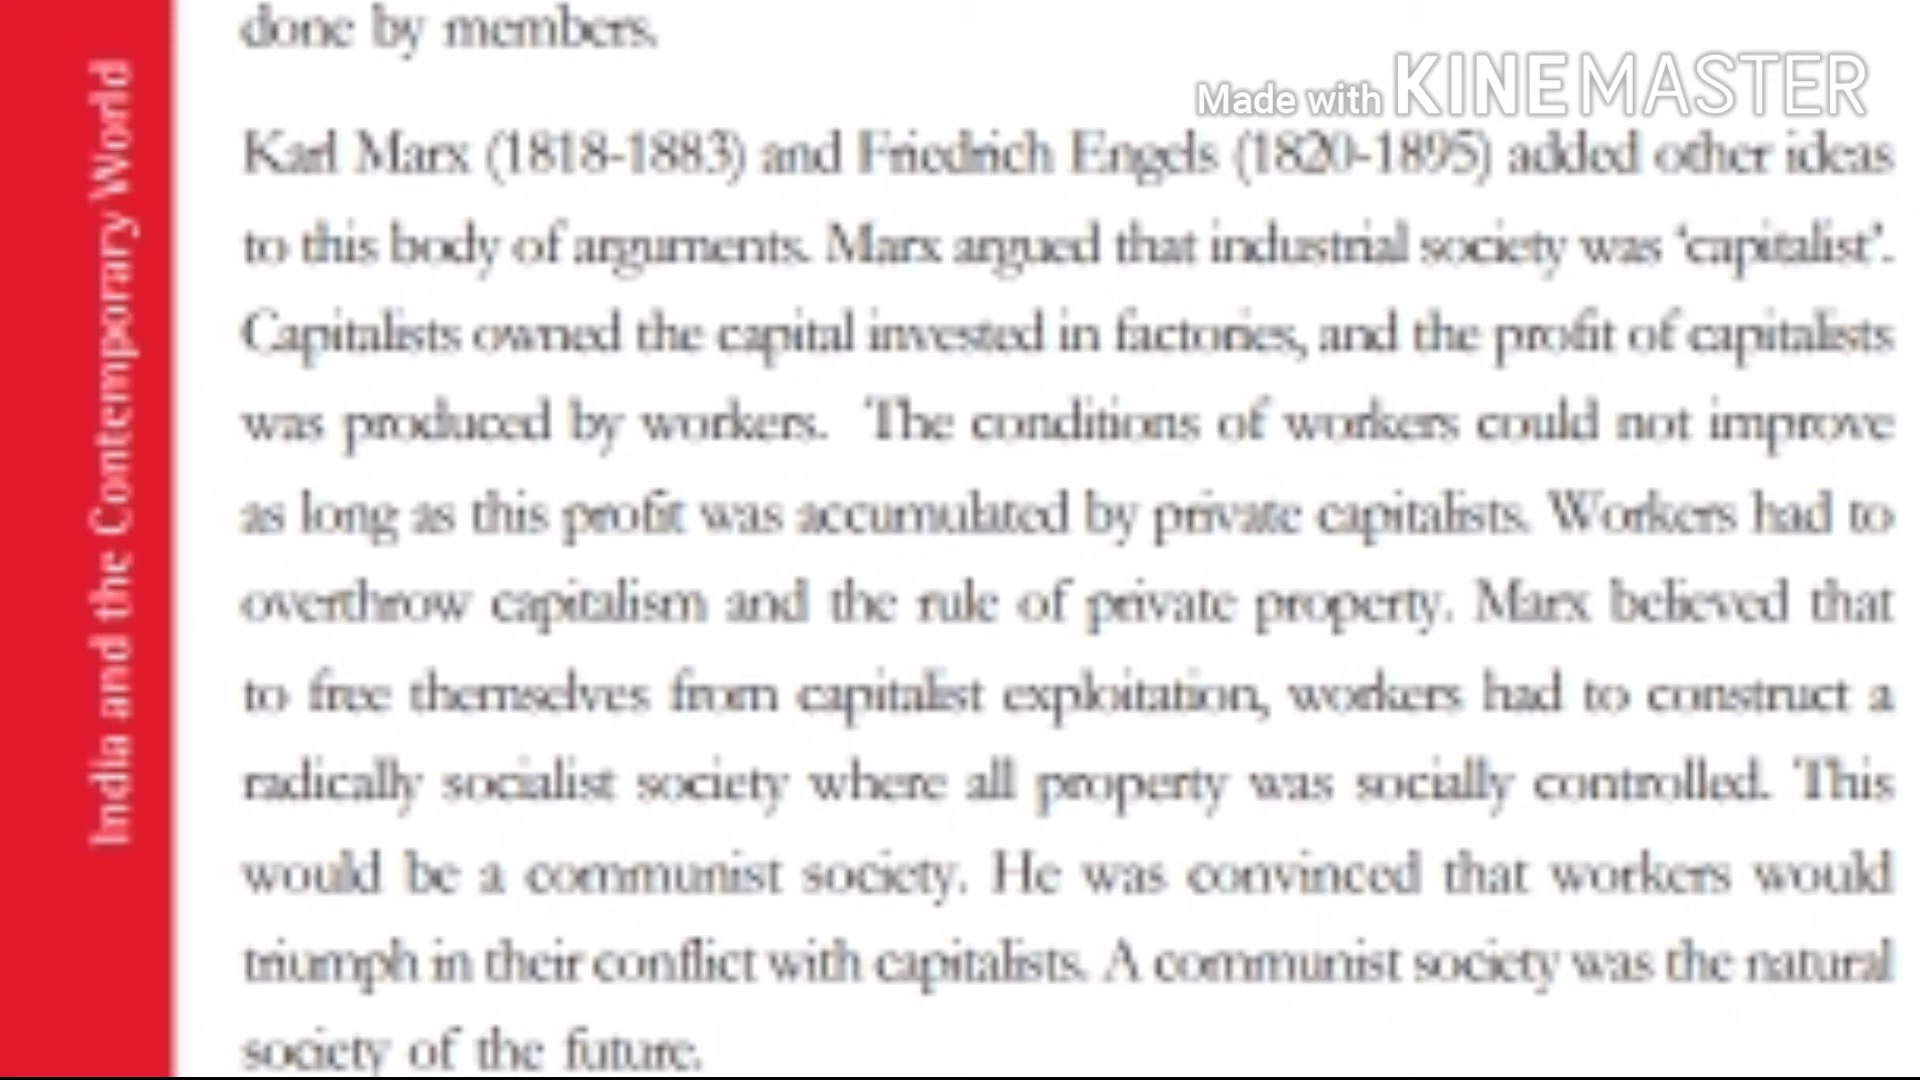 done by members.
Made with KINEMASTER
Karl Marx (1818-1883) and Friedrich Engels (1820-1895) added other ideas
to this body of arguments. Marx argued that industrial society was ‘capitalist’.
Capitalists owned the capital invested in factories, and the profit of capitalists
was produced by workers. The conditions of workers could not improve
as long as this profit was accumulated by private capitalists. Workers had to
overthrow capitalism and the rule of private property. Marx believed that
to free themselves from capitalist exploitation, workers had to construct a
radically socialist society where all property was socially controlled. This
would be a communist society. He was convinced that workers would
triumph in their conflict with capitalists. A communist society was the natural
society of the future.
India and the Contemporary World